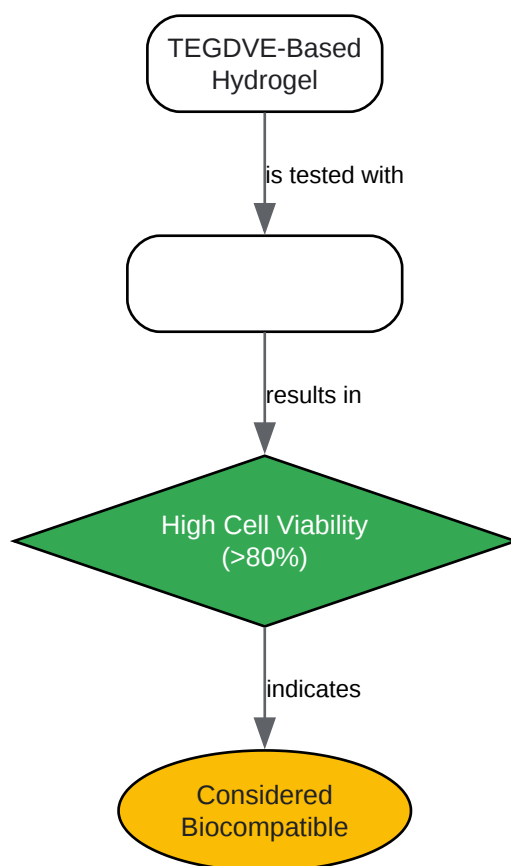 TEGDVE-Based
Hydrogel
is tested with
results in
High Cell Viability
(>80%)
indicates
Considered
Biocompatible